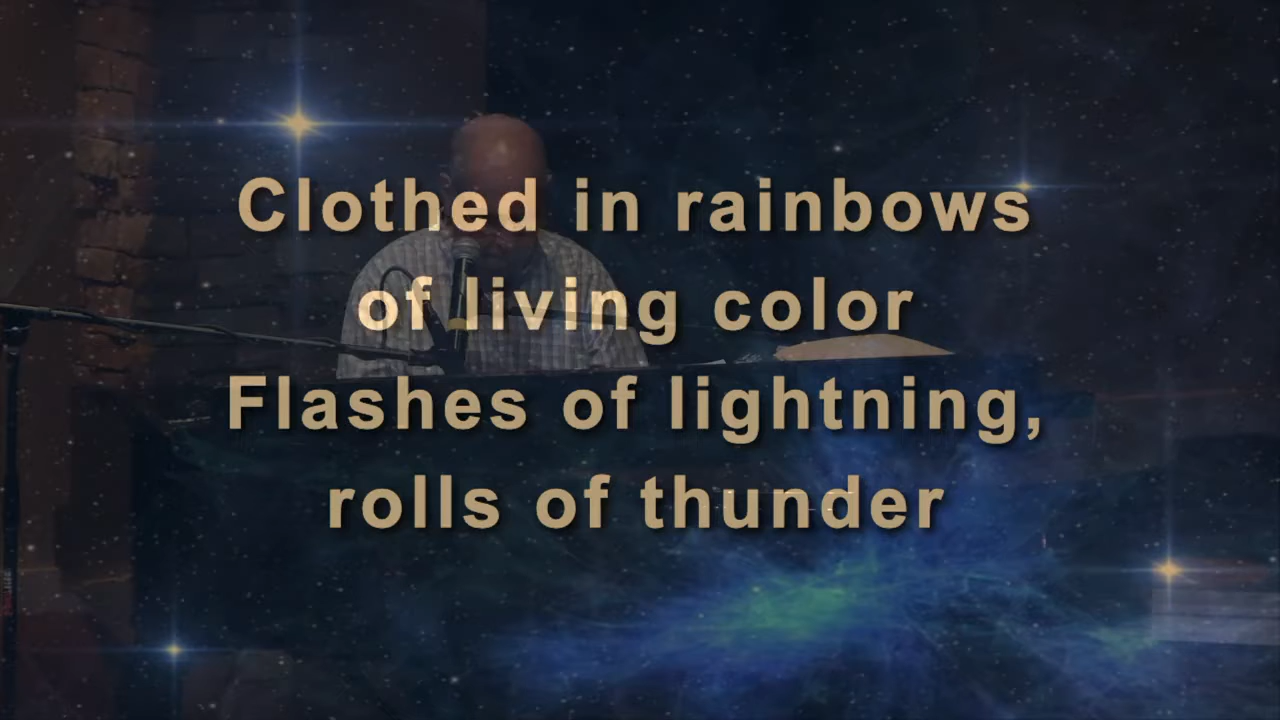 Clothed in rainbows
of living color
Flashes of lightning,
rolls of thunder